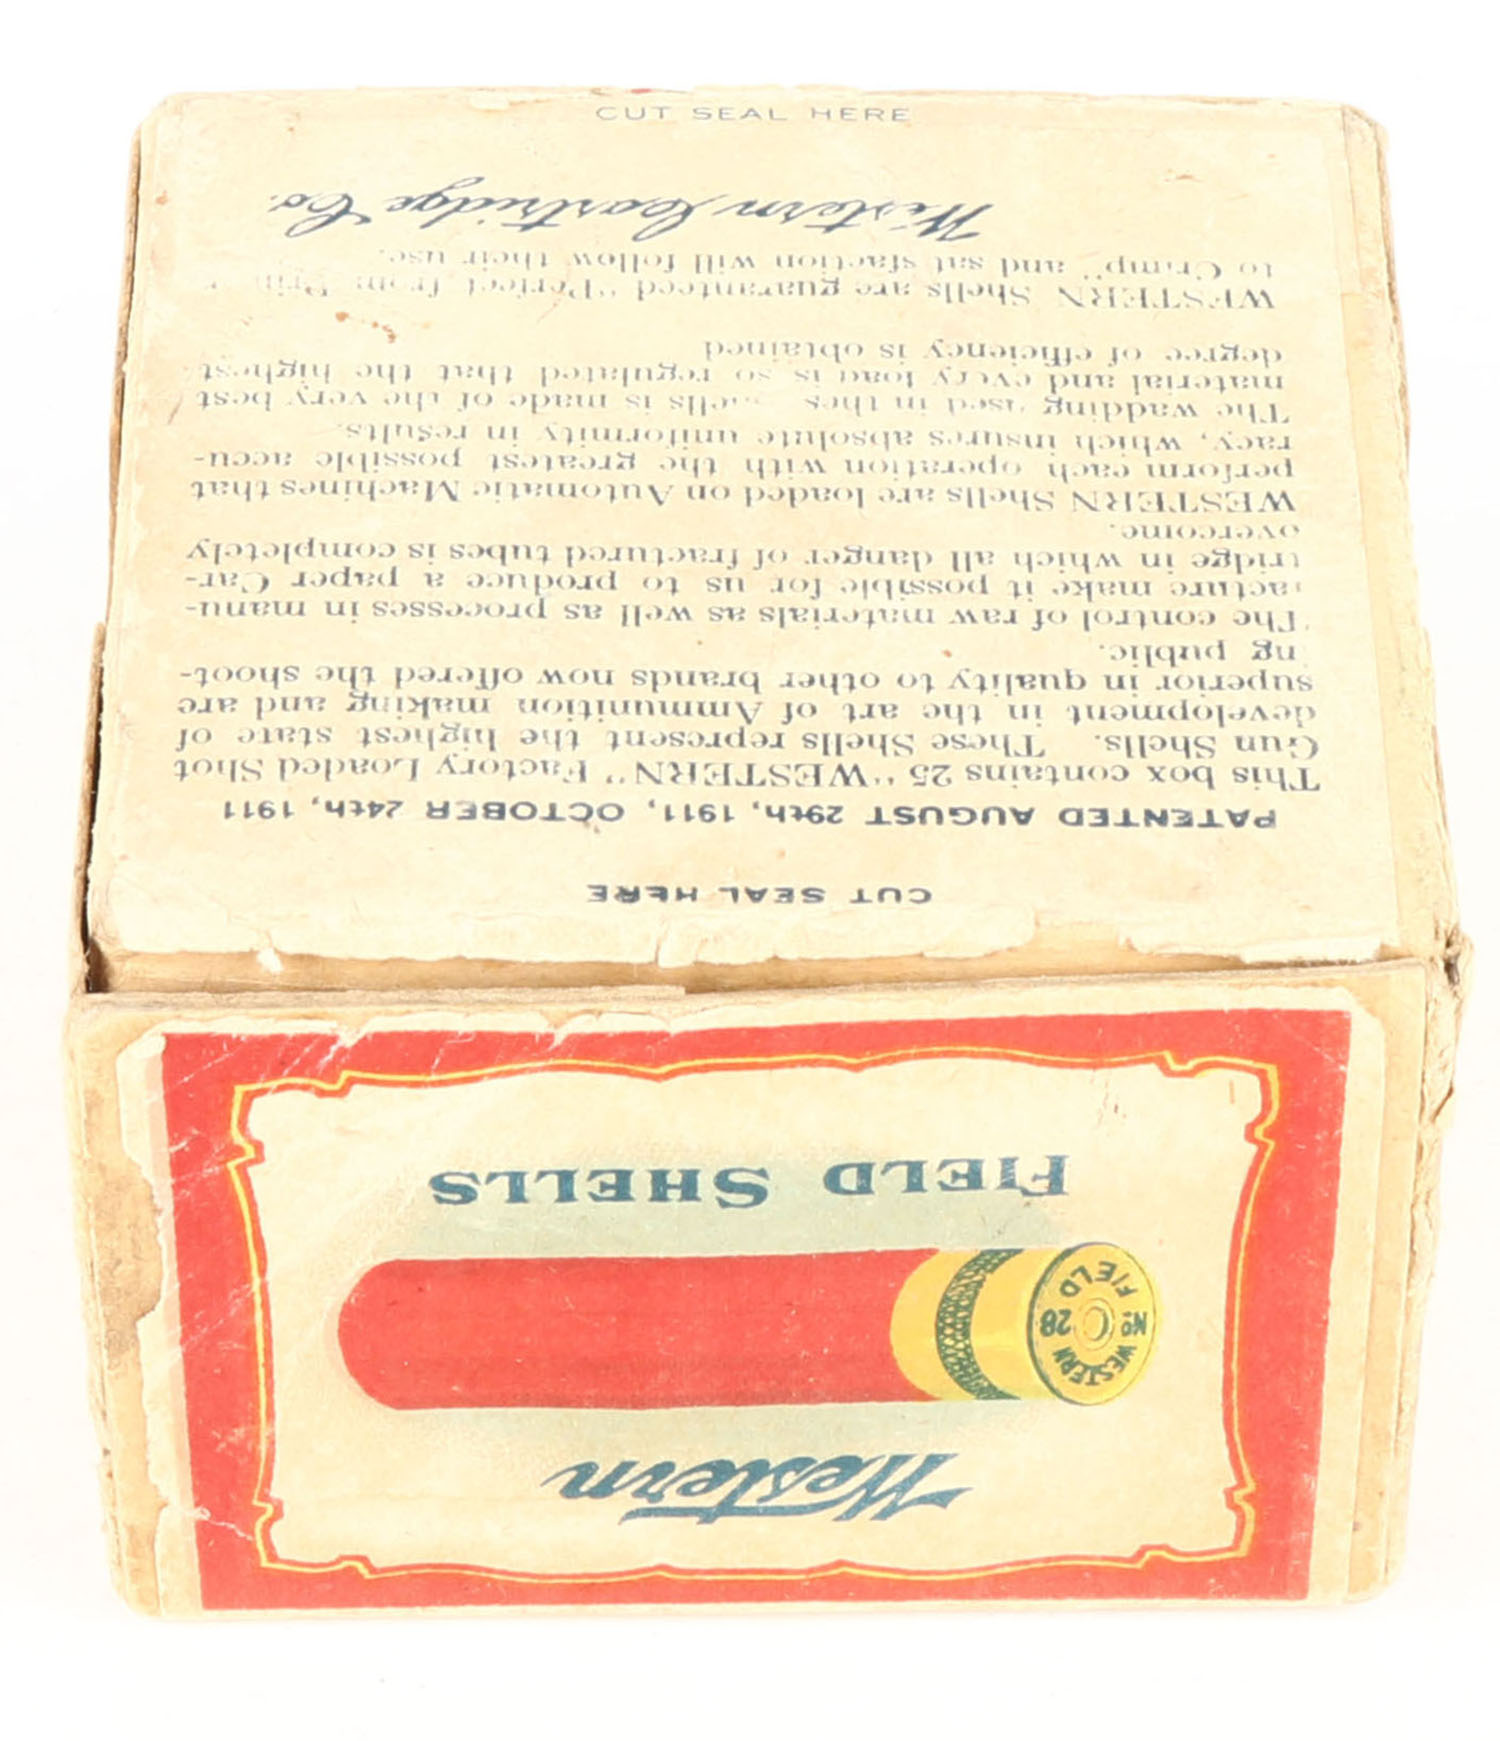 Western
WESTERN
No. 28
FIELD
FIELD SHELLS
CUT SEAL HERE
PATENTED AUGUST 29th, 1911, OCTOBER 24th, 1911
This box contains 25 "WESTERN" Factory Loaded Shot
Gun Shells. These Shells represent the highest state of
development in the art of Ammunition making and are
superior in quality to other brands now offered the shoot-
ing public.
The control of raw materials as well as processes in manu-
facture make it possible for us to produce a paper Car-
tridge in which all danger of fractured tubes is completely
overcome.
WESTERN Shells are loaded on Automatic Machines that
perform each operation with the greatest possible accu-
racy, which insures absolute uniformity in results.
The wadding used in these shells is made of the very best
material and every load is so regulated that the highest
degree of efficiency is obtained
WESTERN Shells are guaranteed "Perfect from Primer
to Crimp" and satisfaction will follow their use.
Western Cartridge Co.
CUT SEAL HERE